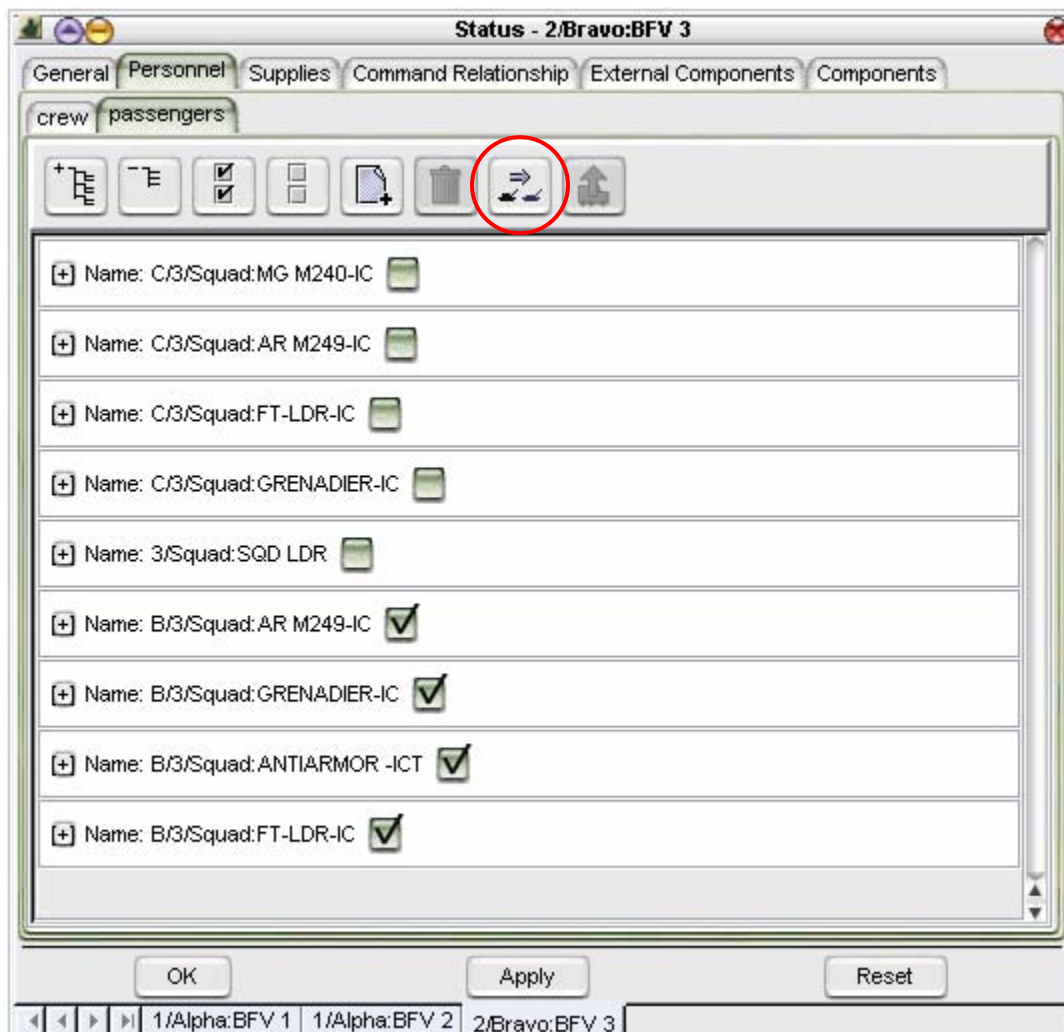 Status - 2/Bravo:BFV 3
General Personnel Supplies Command Relationship External Components Components
crew passengers
[+] Name: C/3/Squad:MG M240-IC
[+] Name: C/3/Squad:AR M249-IC
[+] Name: C/3/Squad:FT-LDR-IC
[+] Name: C/3/Squad:GRENADIER-IC
[+] Name: 3/Squad:SQD LDR
[+] Name: B/3/Squad:AR M249-IC
[+] Name: B/3/Squad:GRENADIER-IC
[+] Name: B/3/Squad:ANTIARMOR -ICT
[+] Name: B/3/Squad:FT-LDR-IC
OK Apply Reset
1/Alpha:BFV 1 1/Alpha:BFV 2 2/Bravo:BFV 3